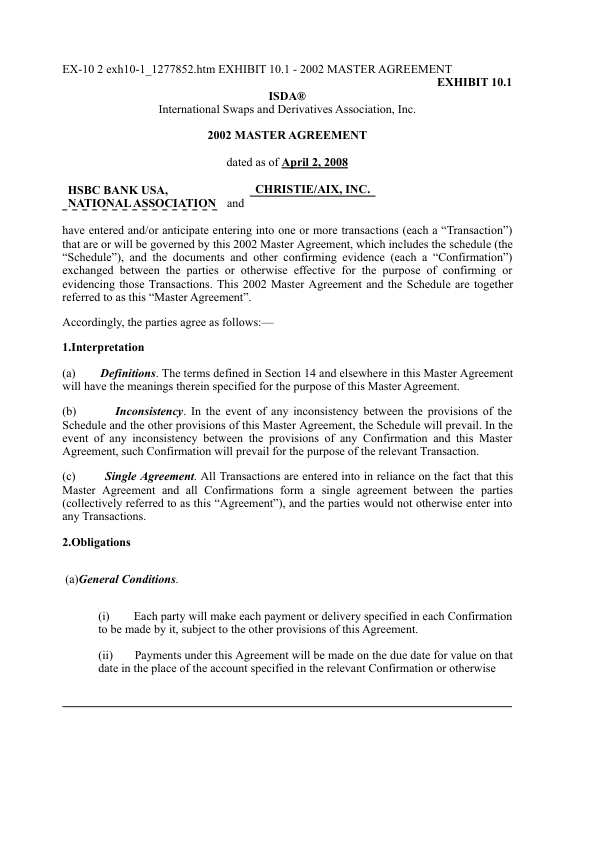 EX-10 2 exh10-1_1277852.htm EXHIBIT 10.1 - 2002 MASTER AGREEMENT
EXHIBIT 10.1
ISDA®
International Swaps and Derivatives Association, Inc.
2002 MASTER AGREEMENT
dated as of April 2, 2008
HSBC BANK USA,
NATIONAL ASSOCIATION and CHRISTIE/AIX, INC.
have entered and/or anticipate entering into one or more transactions (each a “Transaction”)
that are or will be governed by this 2002 Master Agreement, which includes the schedule (the
“Schedule”), and the documents and other confirming evidence (each a “Confirmation”)
exchanged between the parties or otherwise effective for the purpose of confirming or
evidencing those Transactions. This 2002 Master Agreement and the Schedule are together
referred to as this “Master Agreement”.
Accordingly, the parties agree as follows:—
1.Interpretation
(a) Definitions. The terms defined in Section 14 and elsewhere in this Master Agreement
will have the meanings therein specified for the purpose of this Master Agreement.
(b) Inconsistency. In the event of any inconsistency between the provisions of the
Schedule and the other provisions of this Master Agreement, the Schedule will prevail. In the
event of any inconsistency between the provisions of any Confirmation and this Master
Agreement, such Confirmation will prevail for the purpose of the relevant Transaction.
(c) Single Agreement. All Transactions are entered into in reliance on the fact that this
Master Agreement and all Confirmations form a single agreement between the parties
(collectively referred to as this “Agreement”), and the parties would not otherwise enter into
any Transactions.
2.Obligations
(a)General Conditions.
(i) Each party will make each payment or delivery specified in each Confirmation
to be made by it, subject to the other provisions of this Agreement.
(ii) Payments under this Agreement will be made on the due date for value on that
date in the place of the account specified in the relevant Confirmation or otherwise